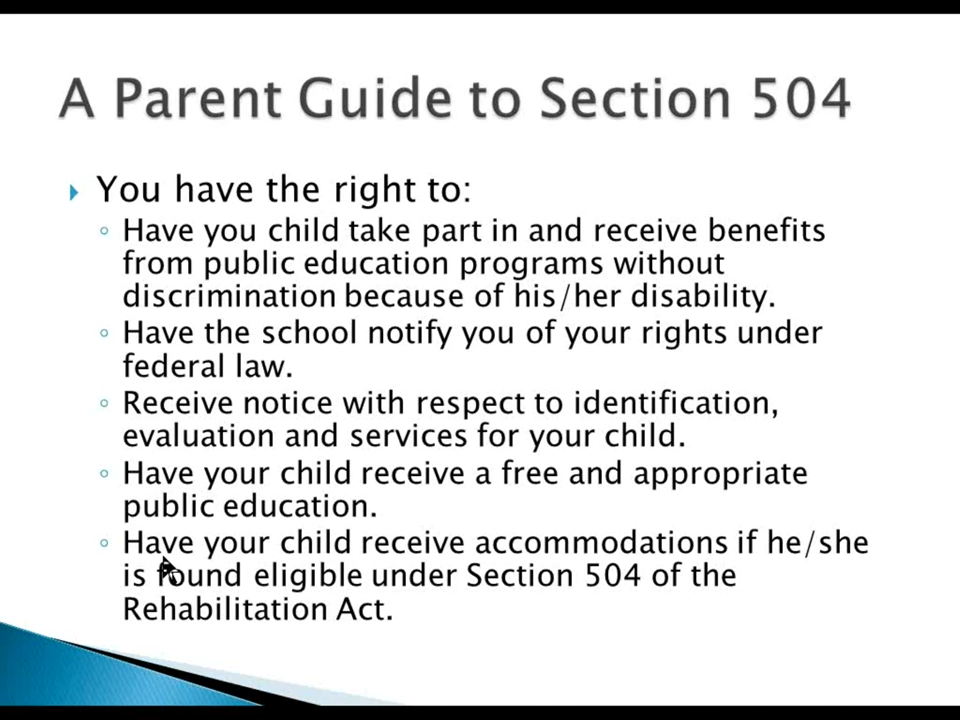 A Parent Guide to Section 504
You have the right to:
Have you child take part in and receive benefits
from public education programs without
discrimination because of his/her disability.
Have the school notify you of your rights under
federal law.
Receive notice with respect to identification,
evaluation and services for your child.
Have your child receive a free and appropriate
public education.
Have your child receive accommodations if he/she
is found eligible under Section 504 of the
Rehabilitation Act.